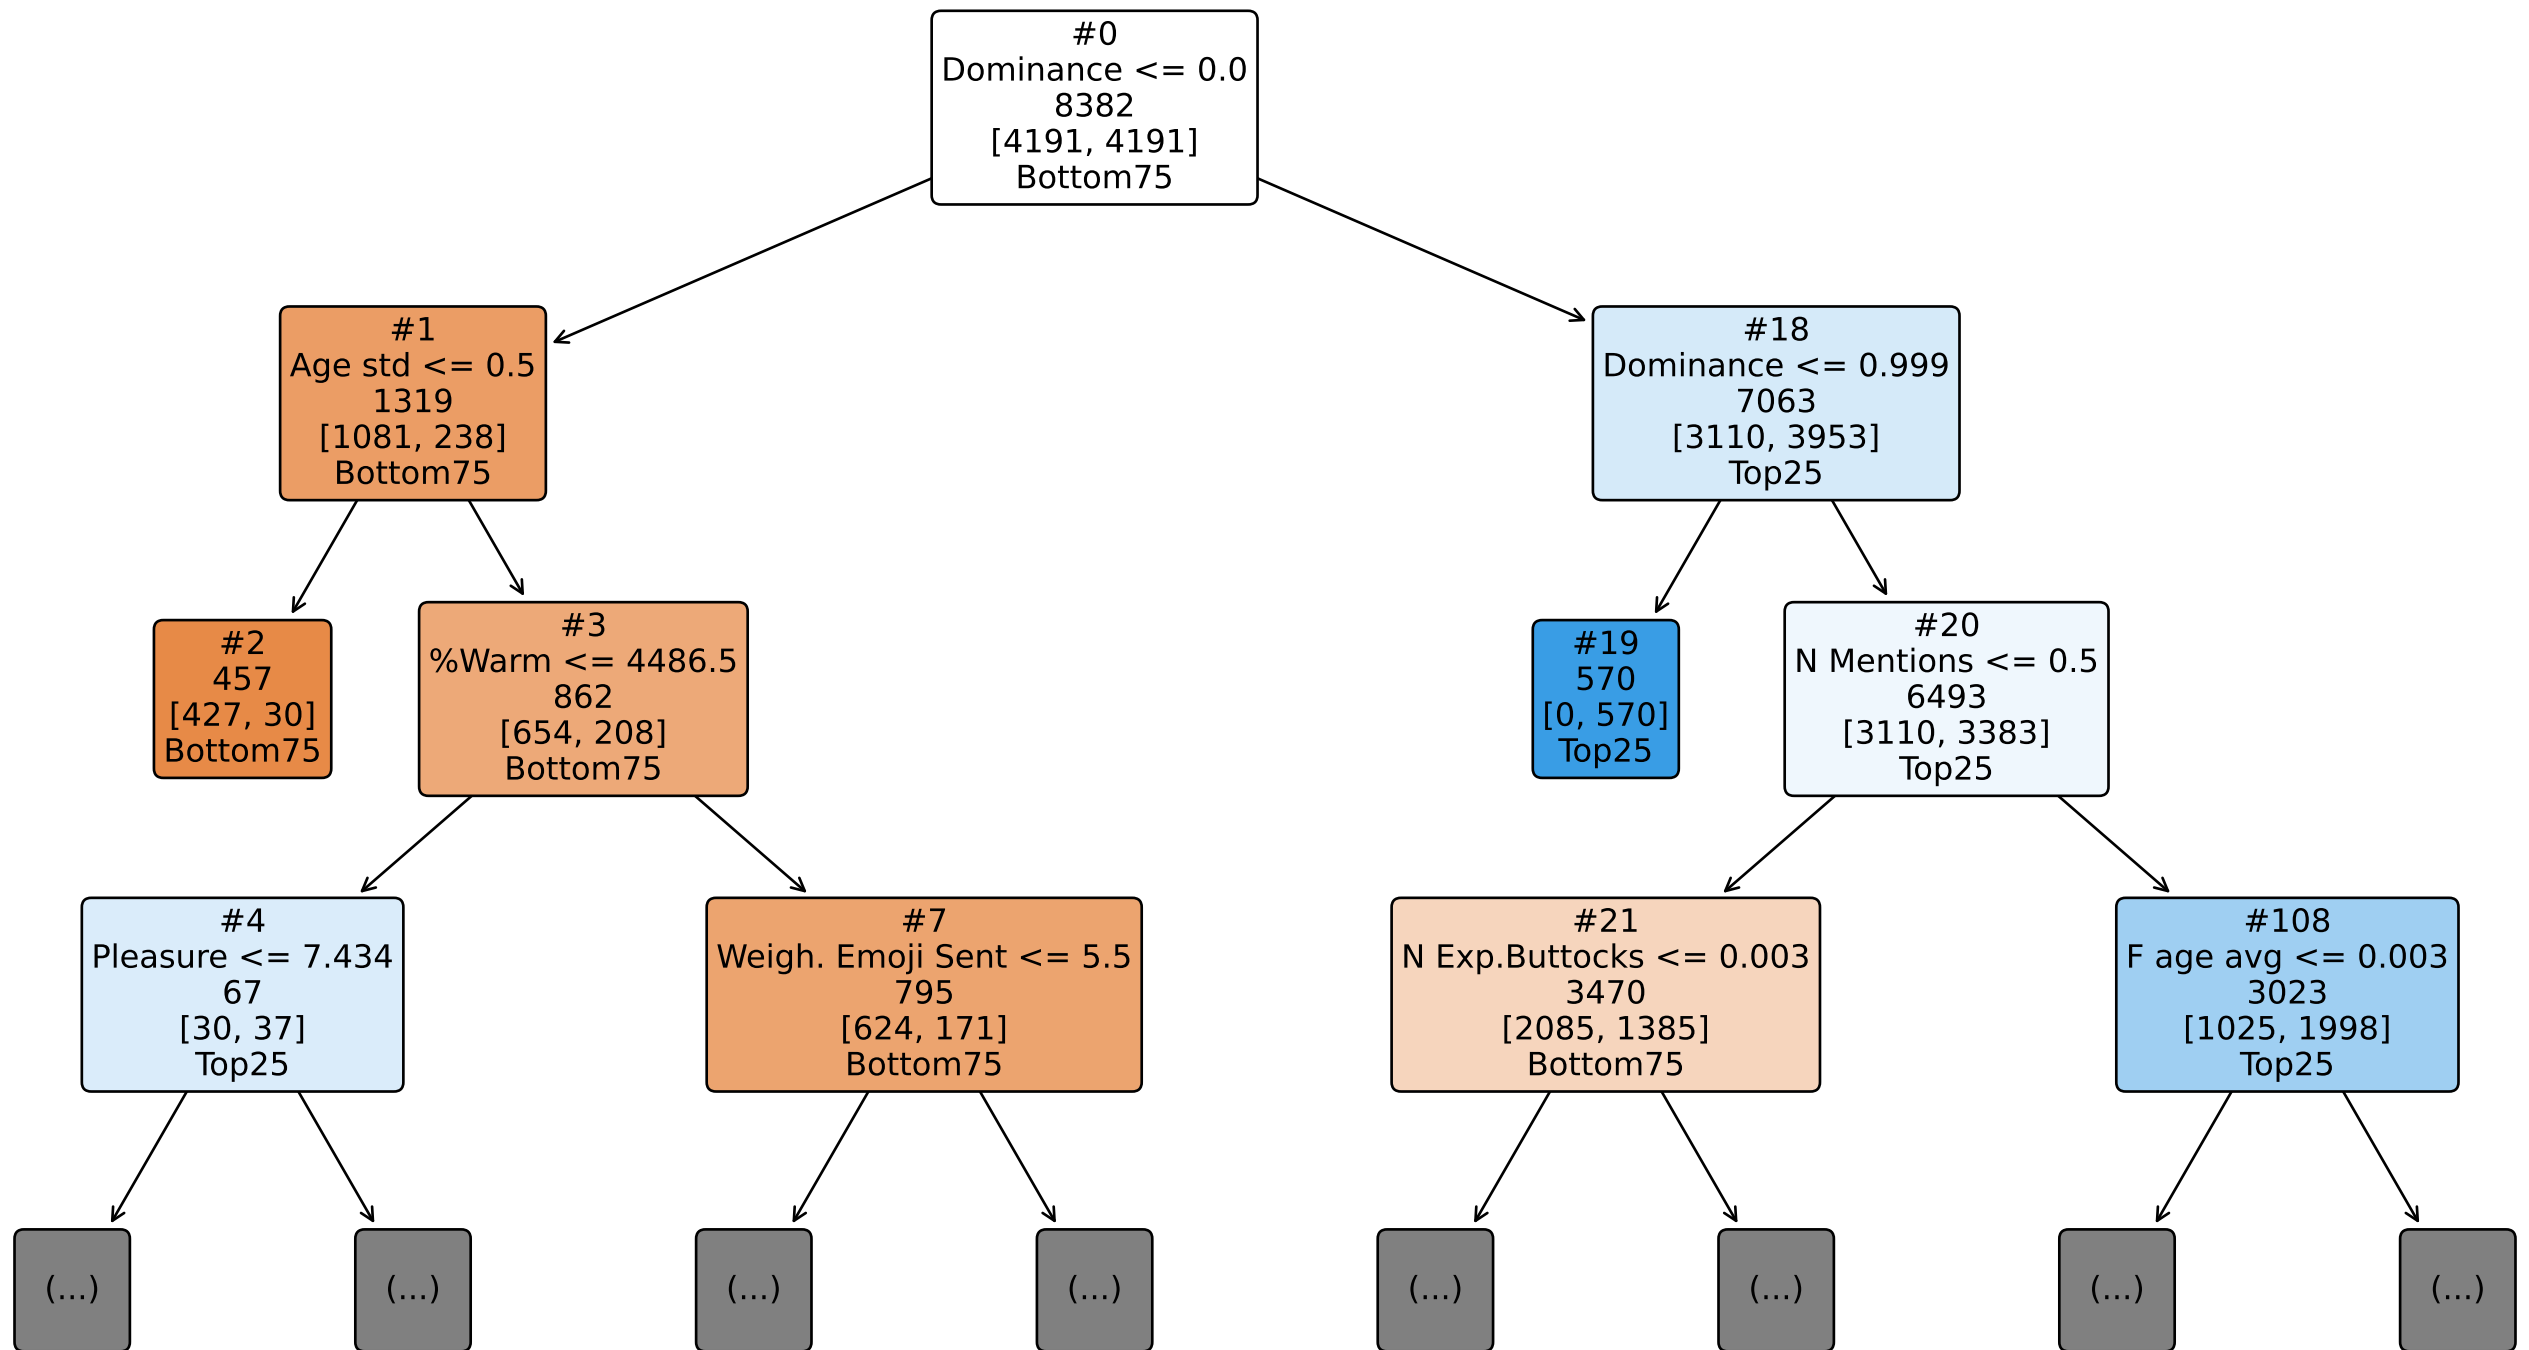 #0
Dominance <= 0.0
8382
[4191, 4191]
Bottom75
#1
Age std <= 0.5
1319
[1081, 238]
Bottom75
#18
Dominance <= 0.999
7063
[3110, 3953]
Top25
#2
457
[427, 30]
Bottom75
#3
%Warm <= 4486.5
862
[654, 208]
Bottom75
#19
570
[0, 570]
Top25
#20
N Mentions <= 0.5
6493
[3110, 3383]
Top25
#4
Pleasure <= 7.434
67
[30, 37]
Top25
#7
Weigh. Emoji Sent <= 5.5
795
[624, 171]
Bottom75
#21
N Exp.Buttocks <= 0.003
3470
[2085, 1385]
Bottom75
#108
F age avg <= 0.003
3023
[1025, 1998]
Top25
(...)
(...)
(...)
(...)
(...)
(...)
(...)
(...)